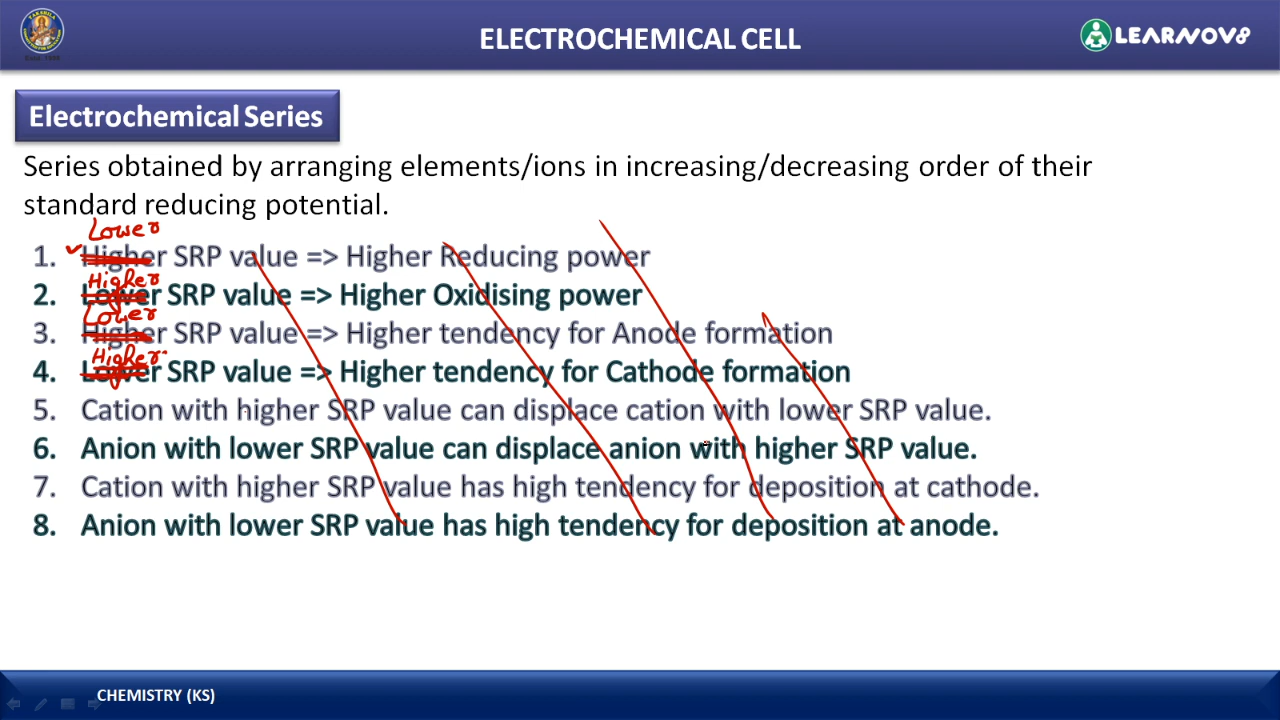 ELECTROCHEMICAL CELL
LEARNOV8
Electrochemical Series
Series obtained by arranging elements/ions in increasing/decreasing order of their
standard reducing potential.
Lower
1. Higher SRP value => Higher Reducing power
Higher
2. Lower SRP value => Higher Oxidising power
Lower
3. Higher SRP value => Higher tendency for Anode formation
Higher
4. Lower SRP value => Higher tendency for Cathode formation
5. Cation with higher SRP value can displace cation with lower SRP value.
6. Anion with lower SRP value can displace anion with higher SRP value.
7. Cation with higher SRP value has high tendency for deposition at cathode.
8. Anion with lower SRP value has high tendency for deposition at anode.
CHEMISTRY (KS)